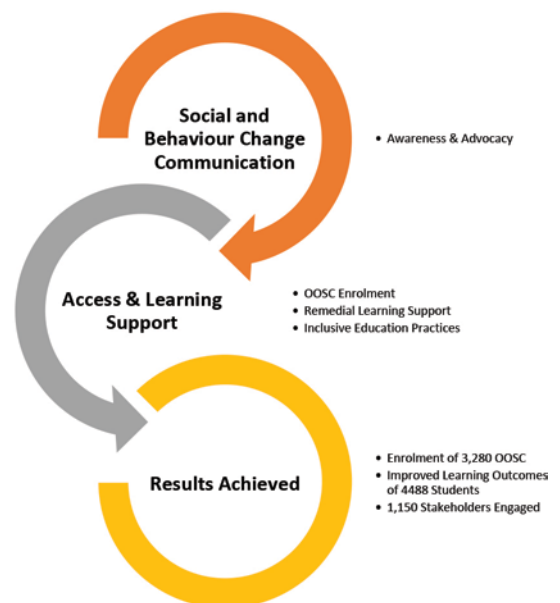 Social and
Behaviour Change
Communication
• Awareness & Advocacy
Access & Learning
Support
• OOSC Enrolment
• Remedial Learning Support
• Inclusive Education Practices
Results Achieved
• Enrolment of 3,280 OOSC
• Improved Learning Outcomes
of 4488 Students
• 1,150 Stakeholders Engaged